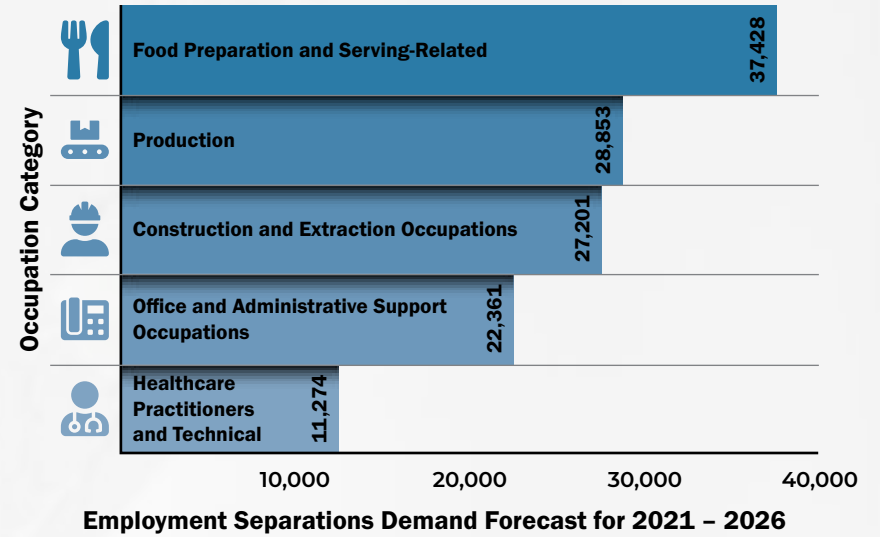 Occupation Category
Food Preparation and Serving-Related
37,428
Production
28,853
Construction and Extraction Occupations
27,201
Office and Administrative Support
Occupations
22,361
Healthcare
Practitioners
and Technical
11,274
10,000
20,000
30,000
40,000
Employment Separations Demand Forecast for 2021 – 2026